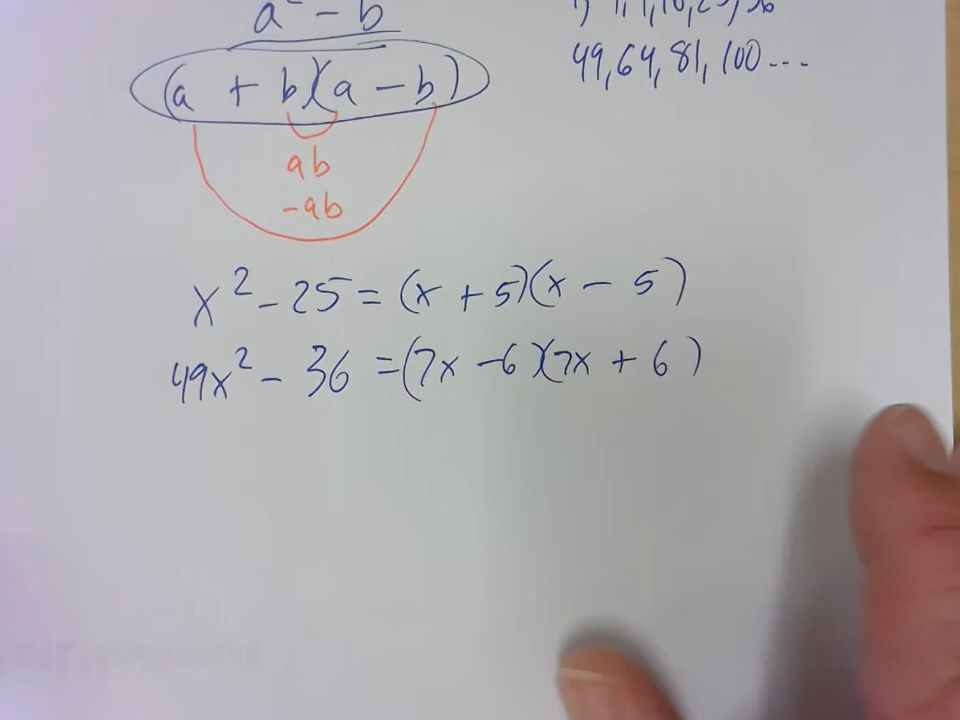 a² - b
49, 64, 81, 100 ...
(a + b)(a - b)
ab
-ab
x² - 25 = (x + 5)(x - 5)
49x² - 36 = (7x - 6)(7x + 6)